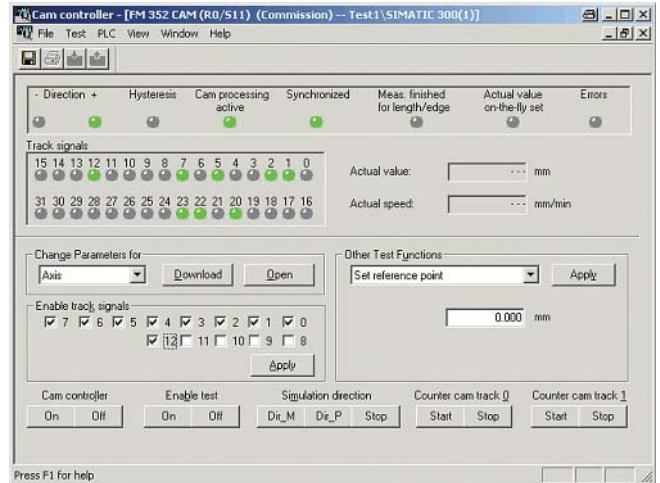 Cam controller - [FM 352 CAM (R0/S11) (Commission) -- Test1\SIMATIC 300(1)]
File Test PLC View Window Help
- Direction + Hysteresis Cam processing active Synchronized Meas. finished for length/edge Actual value on-the-fly set Errors
Track signals
15 14 13 12 11 10 9 8 7 6 5 4 3 2 1 0
Actual value: --- mm
31 30 29 28 27 26 25 24 23 22 21 20 19 18 17 16
Actual speed: --- mm/min
Change Parameters for
Axis Download Open
Other Test Functions
Set reference point Apply
Enable track signals
7 6 5 4 3 2 1 0
0.000 mm
12 11 10 9 8
Apply
Cam controller Enable test Simulation direction Counter cam track 0 Counter cam track 1
On Off On Off Dir_M Dir_P Stop Start Stop Start Stop
Press F1 for help